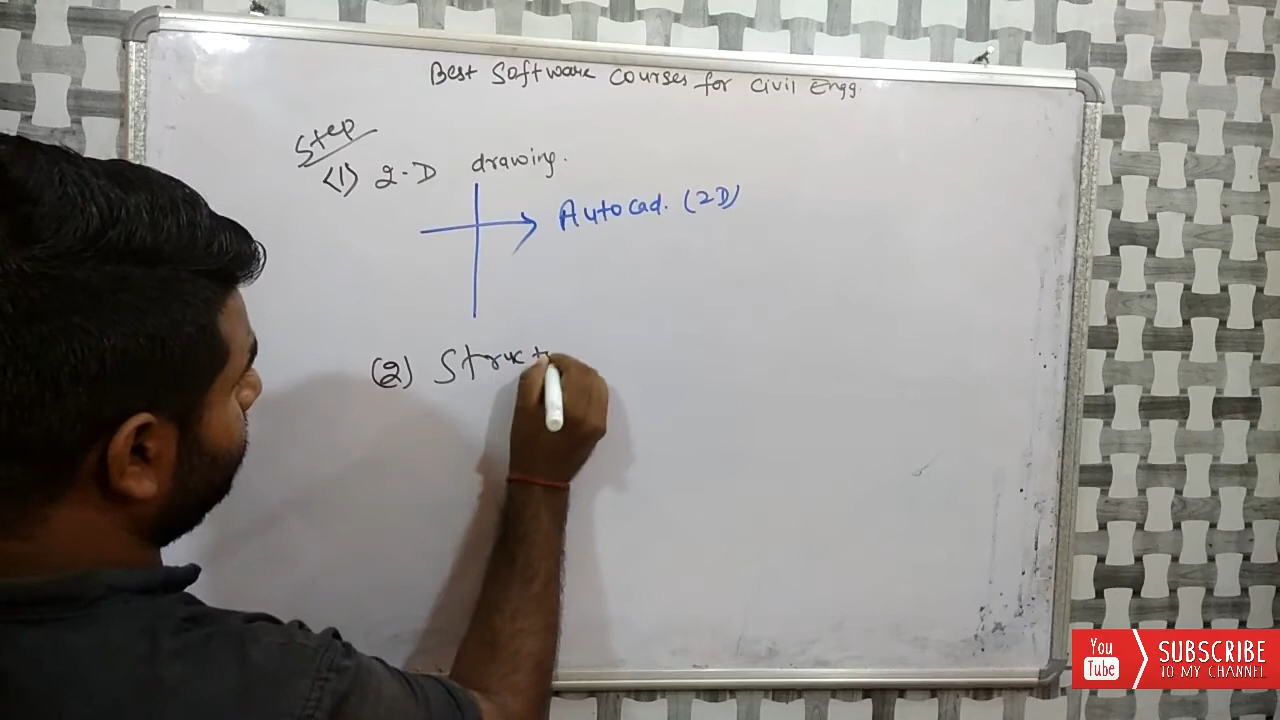 Best Software Courses for Civil Engg.
Step
(1) 2-D drawing.
Autocad. (2D)
(2) Struct
You Tube
SUBSCRIBE
TO MY CHANNEL